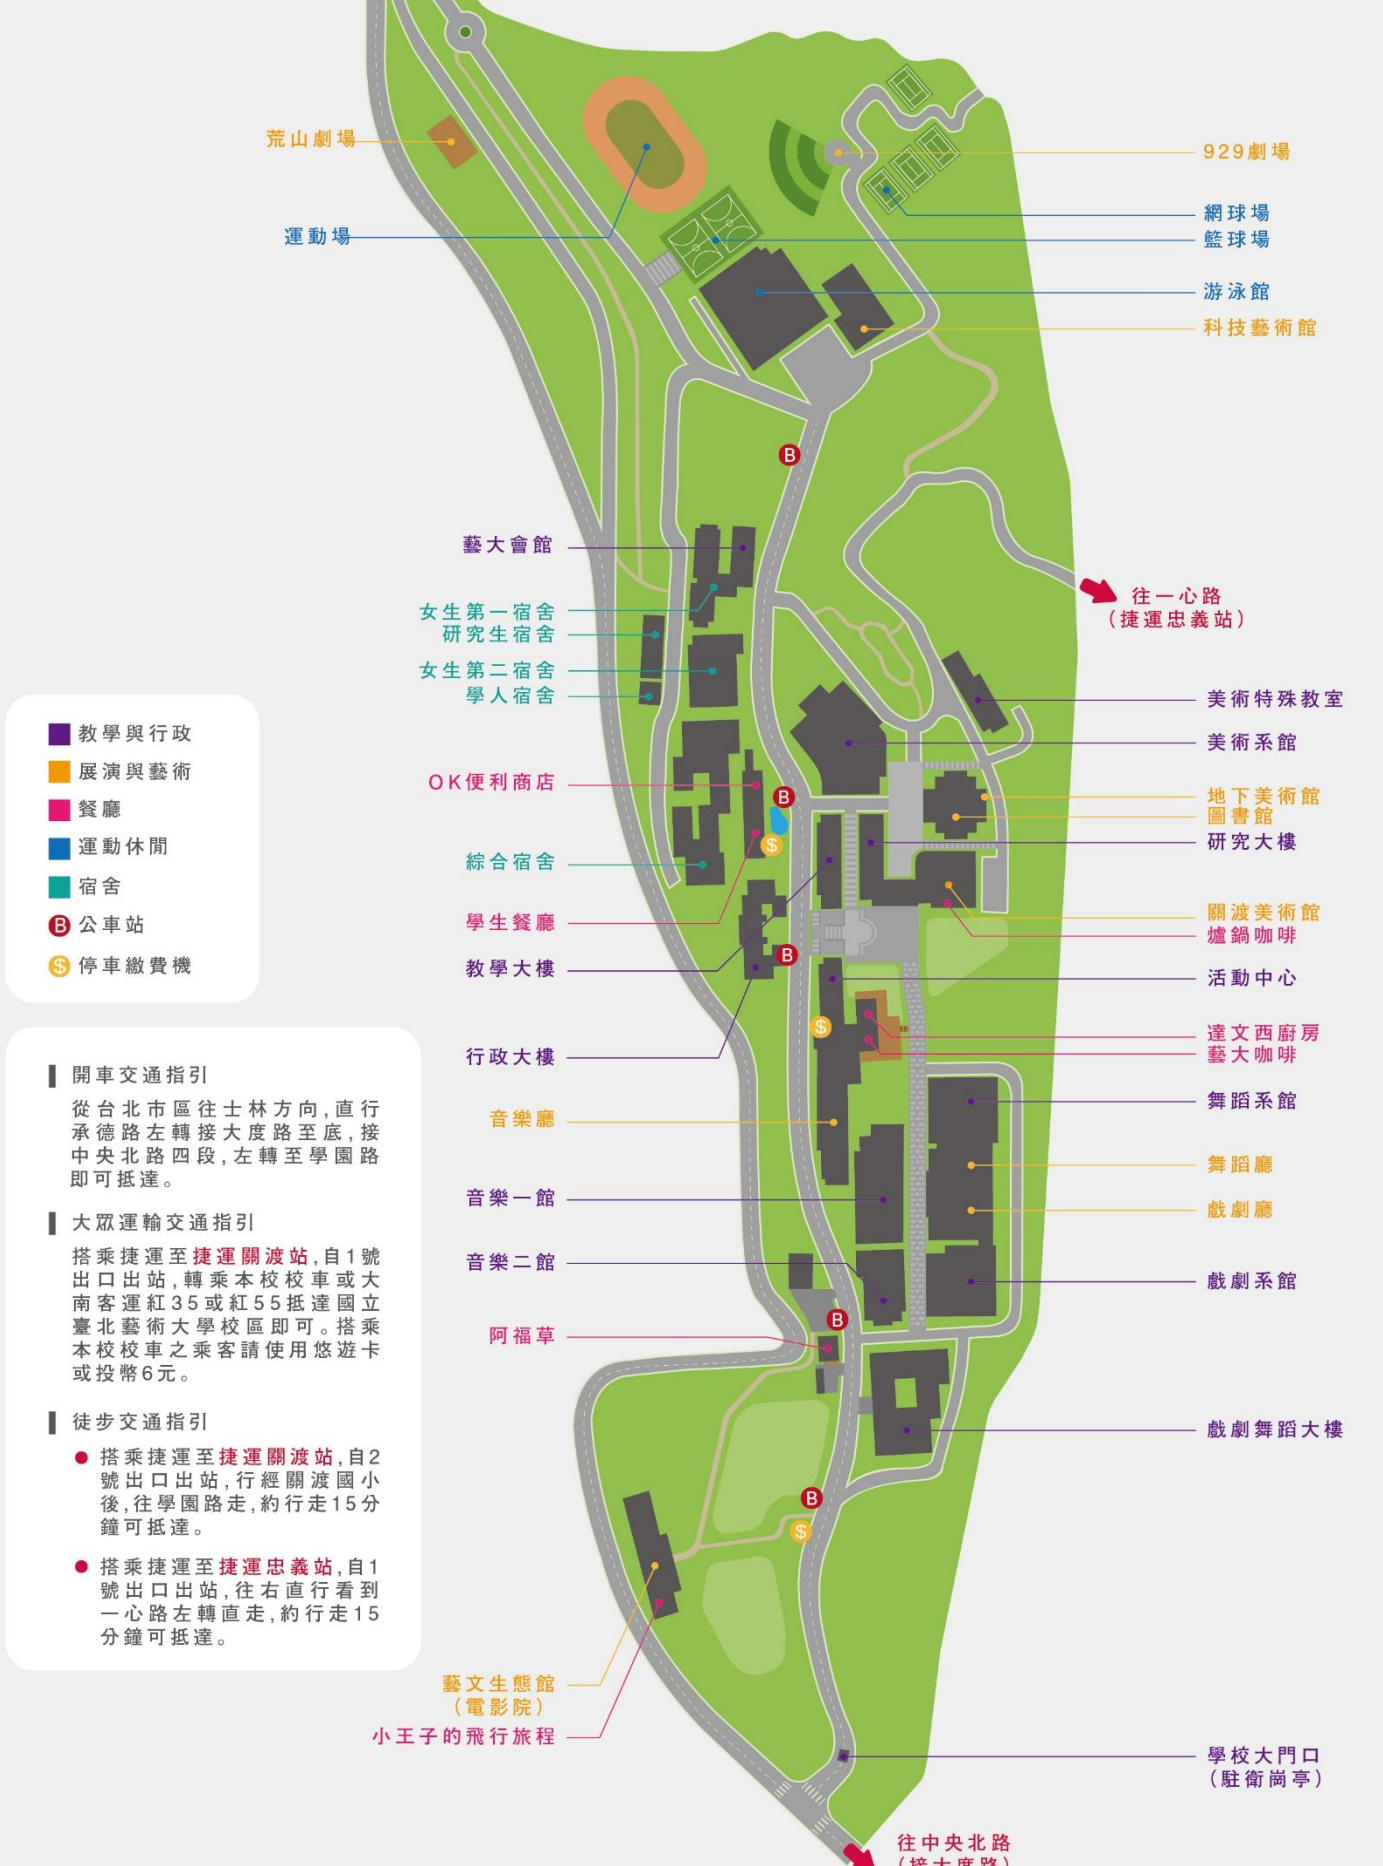 荒山劇場
運動場
929劇場
網球場
籃球場
游泳館
科技藝術館
B
藝大會館
女生第一宿舍
研究生宿舍
女生第二宿舍
學人宿舍
往一心路
(捷運忠義站)
美術特殊教室
美術系館
OK便利商店
B
$
地下美術館
圖書館
研究大樓
綜合宿舍
學生餐廳
教學大樓
行政大樓
B
關渡美術館
爐鍋咖啡
活動中心
$
達文西廚房
藝大咖啡
舞蹈系館
音樂廳
舞蹈廳
音樂一館
戲劇廳
音樂二館
戲劇系館
B
阿福草
戲劇舞蹈大樓
B
$
藝文生態館
(電影院)
小王子的飛行旅程
學校大門口
(駐衛崗亭)
往中央北路
(接大度路)
教學與行政
展演與藝術
餐廳
運動休閒
宿舍
B 公車站
$ 停車繳費機
開車交通指引
從台北市區往士林方向,直行
承德路左轉接大度路至底,接
中央北路四段,左轉至學園路
即可抵達。
大眾運輸交通指引
搭乘捷運至捷運關渡站,自1號
出口出站,轉乘本校校車或大
南客運紅35或紅55抵達國立
臺北藝術大學校區即可。搭乘
本校校車之乘客請使用悠遊卡
或投幣6元。
徒步交通指引
搭乘捷運至捷運關渡站,自2
號出口出站,行經關渡國小
後,往學園路走,約行走15分
鐘可抵達。
搭乘捷運至捷運忠義站,自1
號出口出站,往右直行看到
一心路左轉直走,約行走15
分鐘可抵達。